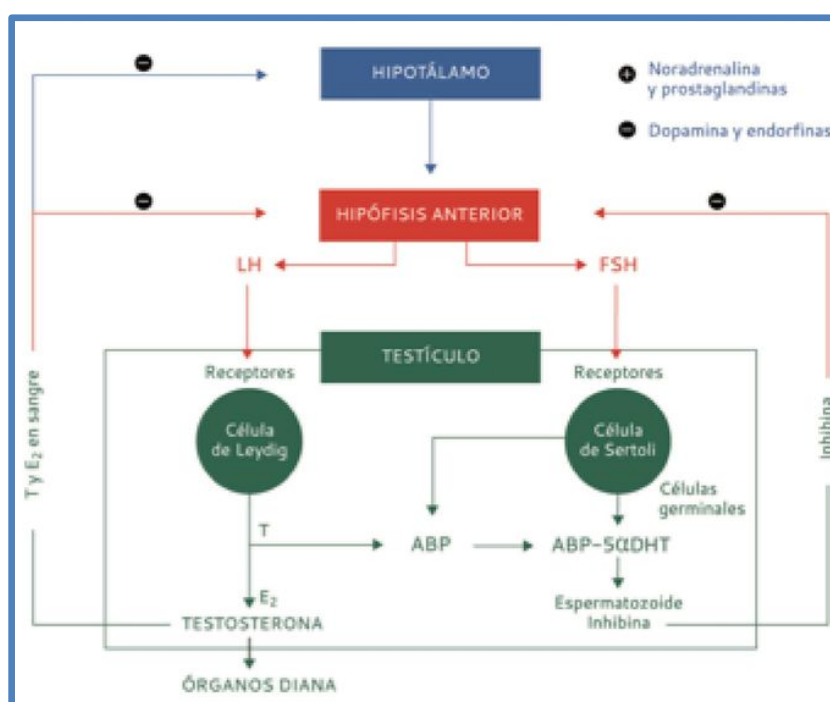 HIPOTÁLAMO
Noradrenalina
y prostaglandinas
Dopamina y endorfinas
HIPÓFISIS ANTERIOR
LH
FSH
TESTÍCULO
Receptores
Receptores
Célula
de Leydig
Célula
de Sertoli
T y E₂ en sangre
Inhibina
Células
germinales
T
ABP
ABP-5αDHT
E₂
TESTOSTERONA
Espermatozoide
Inhibina
ÓRGANOS DIANA